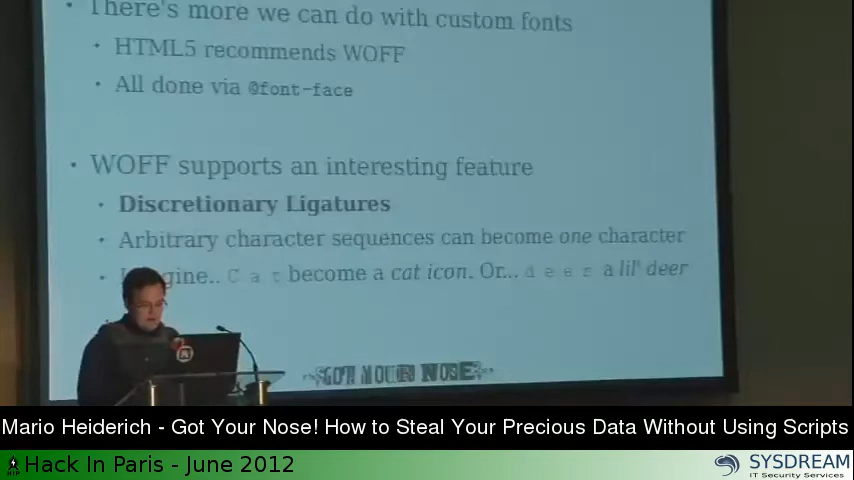 • There's more we can do with custom fonts
• HTML5 recommends WOFF
• All done via @font-face
• WOFF supports an interesting feature
• Discretionary Ligatures
• Arbitrary character sequences can become one character
• gine.. C a t become a cat icon. Or... d e e r a lil' deer
GOT YOUR NOSE
Mario Heiderich - Got Your Nose! How to Steal Your Precious Data Without Using Scripts
Hack In Paris - June 2012
SYSDREAM
IT Security Services